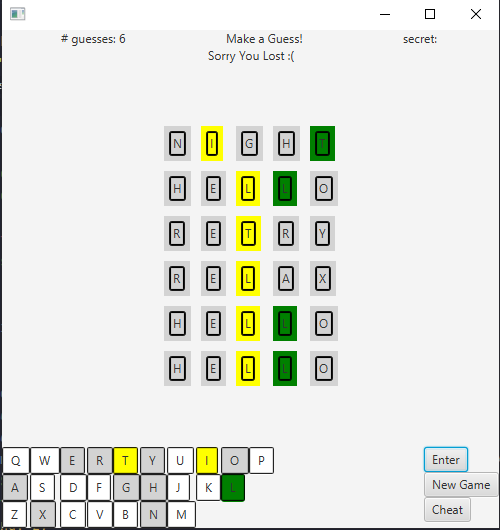 # guesses: 6 Make a Guess! secret:
Sorry You Lost :(
N I G H T
H E L L O
R E T R Y
R E L A X
H E L L O
H E L L O
Q W E R T Y U I O P
A S D F G H J K L
Z X C V B N M
Enter
New Game
Cheat